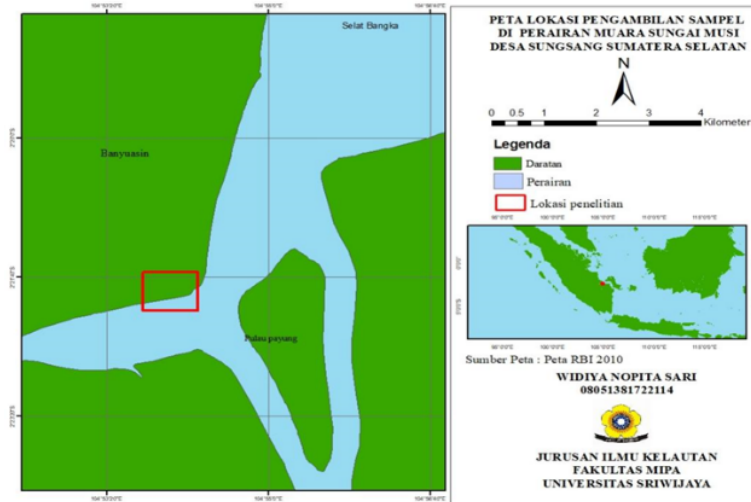 Selat Bangka
Banyuasin
Pulau payung
PETA LOKASI PENGAMBILAN SAMPEL
DI PERAIRAN MUARA SUNGAI MUSI
DESA SUNGSANG SUMATERA SELATAN
N
0 0.5 1 2 3 4
Kilometer
Legenda
Daratan
Perairan
Lokasi penelitian
Sumber Peta : Peta RBI 2010
WIDIYA NOPITA SARI
08051381722114
JURUSAN ILMU KELAUTAN
FAKULTAS MIPA
UNIVERSITAS SRIWIJAYA